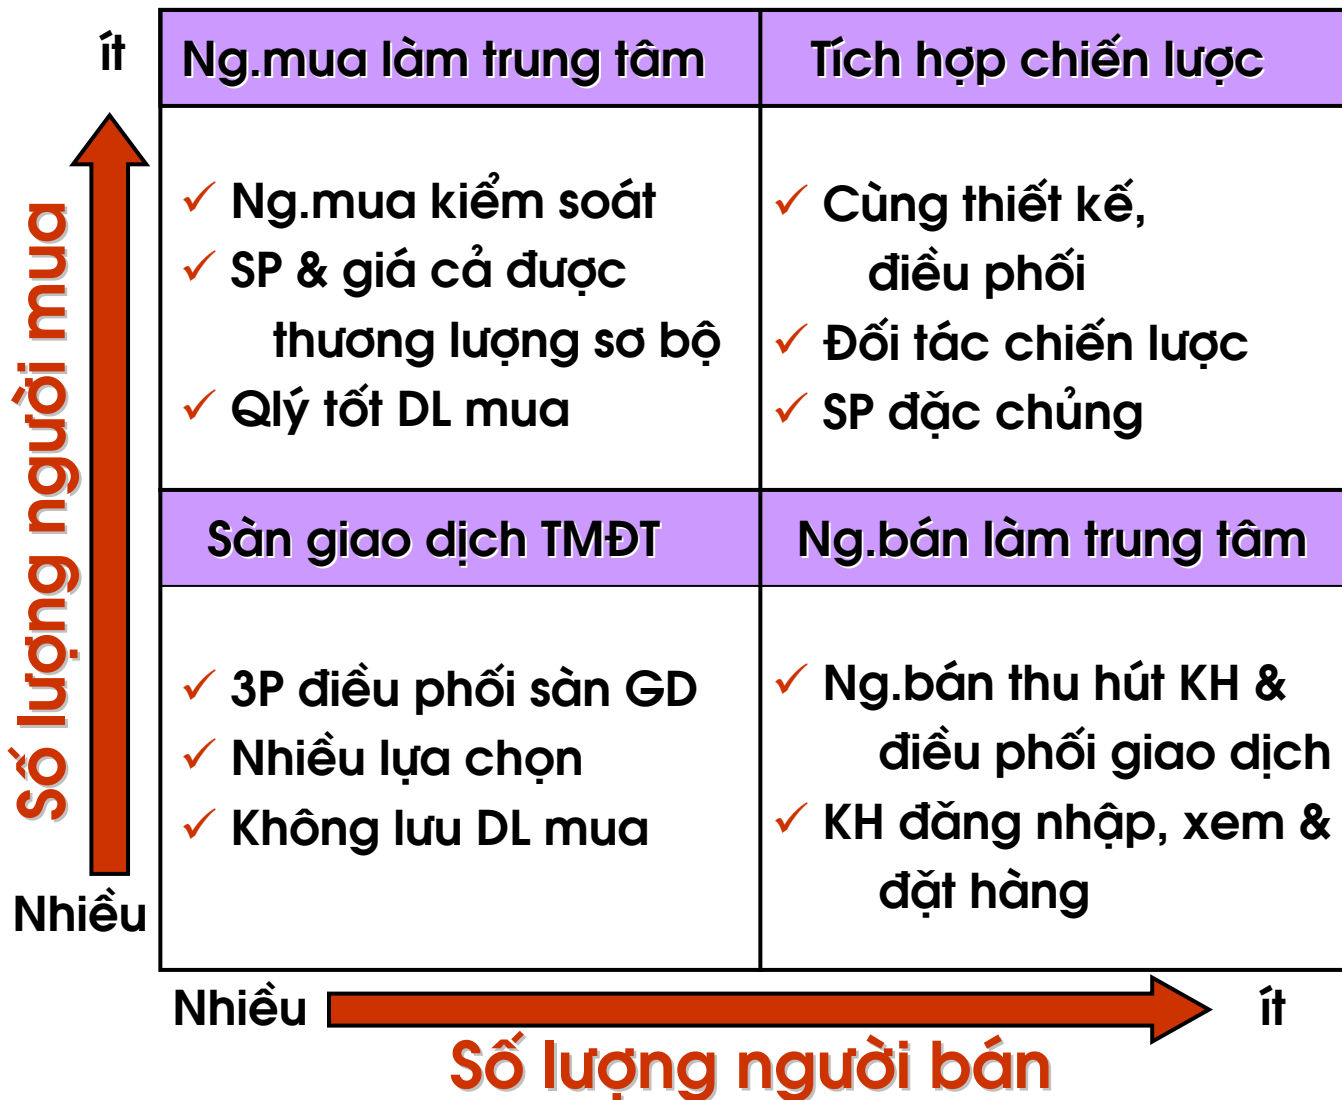 ít
Ng.mua làm trung tâm
Tích hợp chiến lược
Ng.mua kiểm soát
SP & giá cả được
thương lượng sơ bộ
Qlý tốt DL mua
Cùng thiết kế,
điều phối
Đối tác chiến lược
SP đặc chủng
Số lượng người mua
Sàn giao dịch TMĐT
Ng.bán làm trung tâm
3P điều phối sàn GD
Nhiều lựa chọn
Không lưu DL mua
Ng.bán thu hút KH &
điều phối giao dịch
KH đăng nhập, xem &
đặt hàng
Nhiều
Nhiều
ít
Số lượng người bán